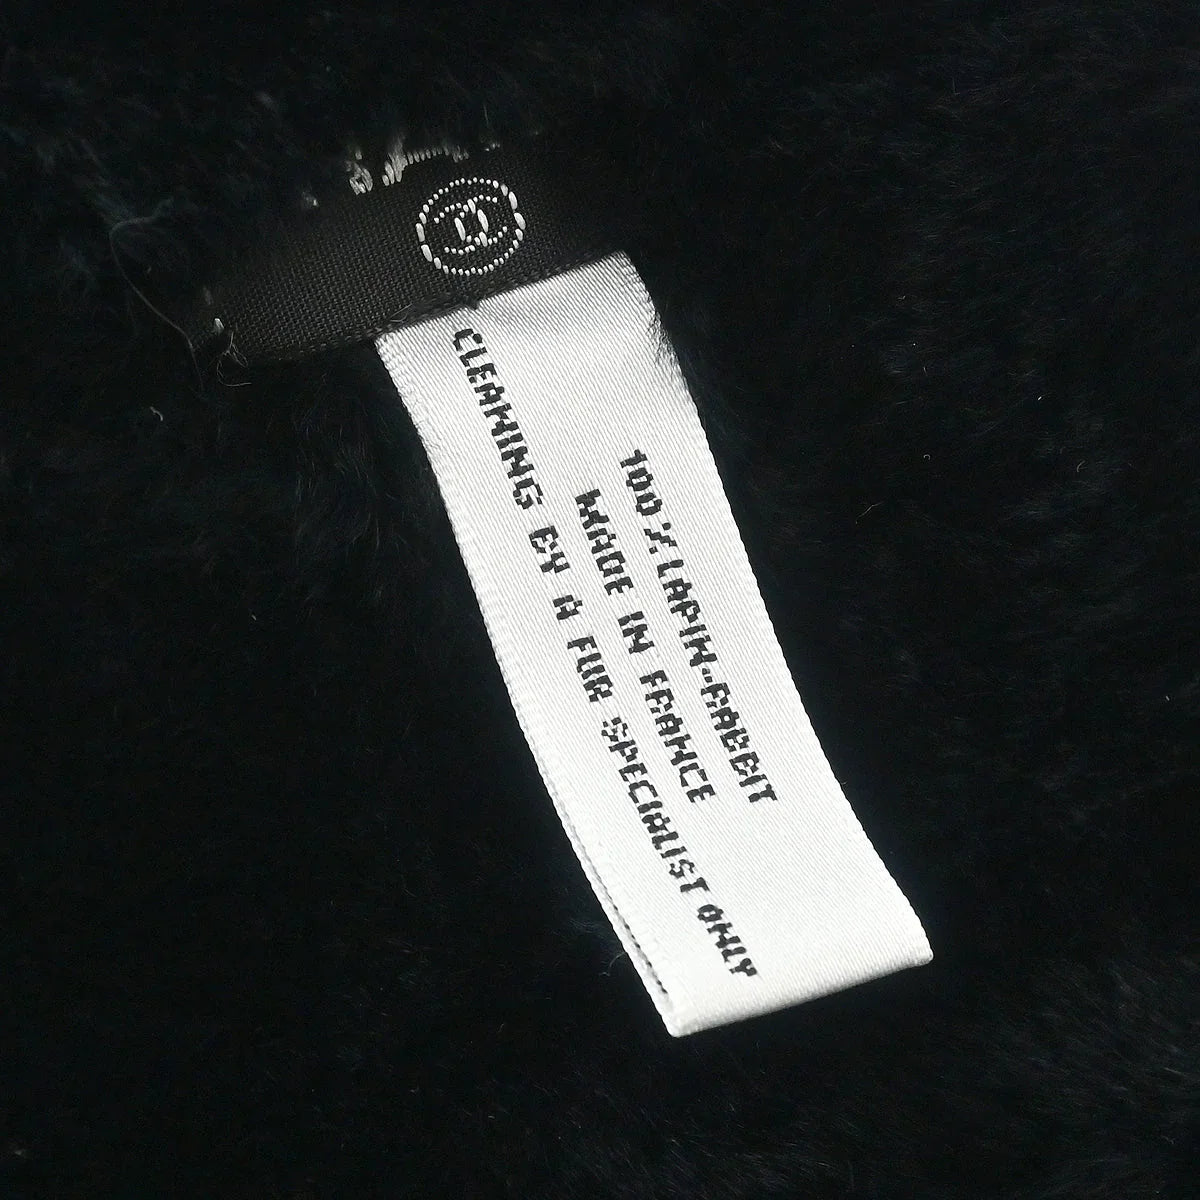 100% LAPIN-RABBIT
MADE IN FRANCE
CLEANING BY A FUR SPECIALIST ONLY